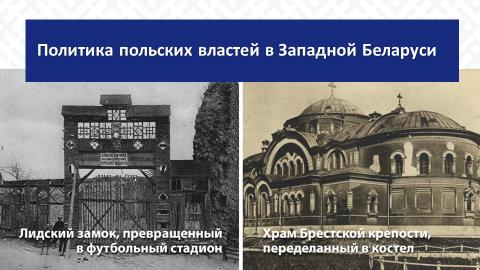 Политика польских властей в Западной Беларуси
Лидский замок, превращенный
в футбольный стадион
Храм Брестской крепости,
переделанный в костел